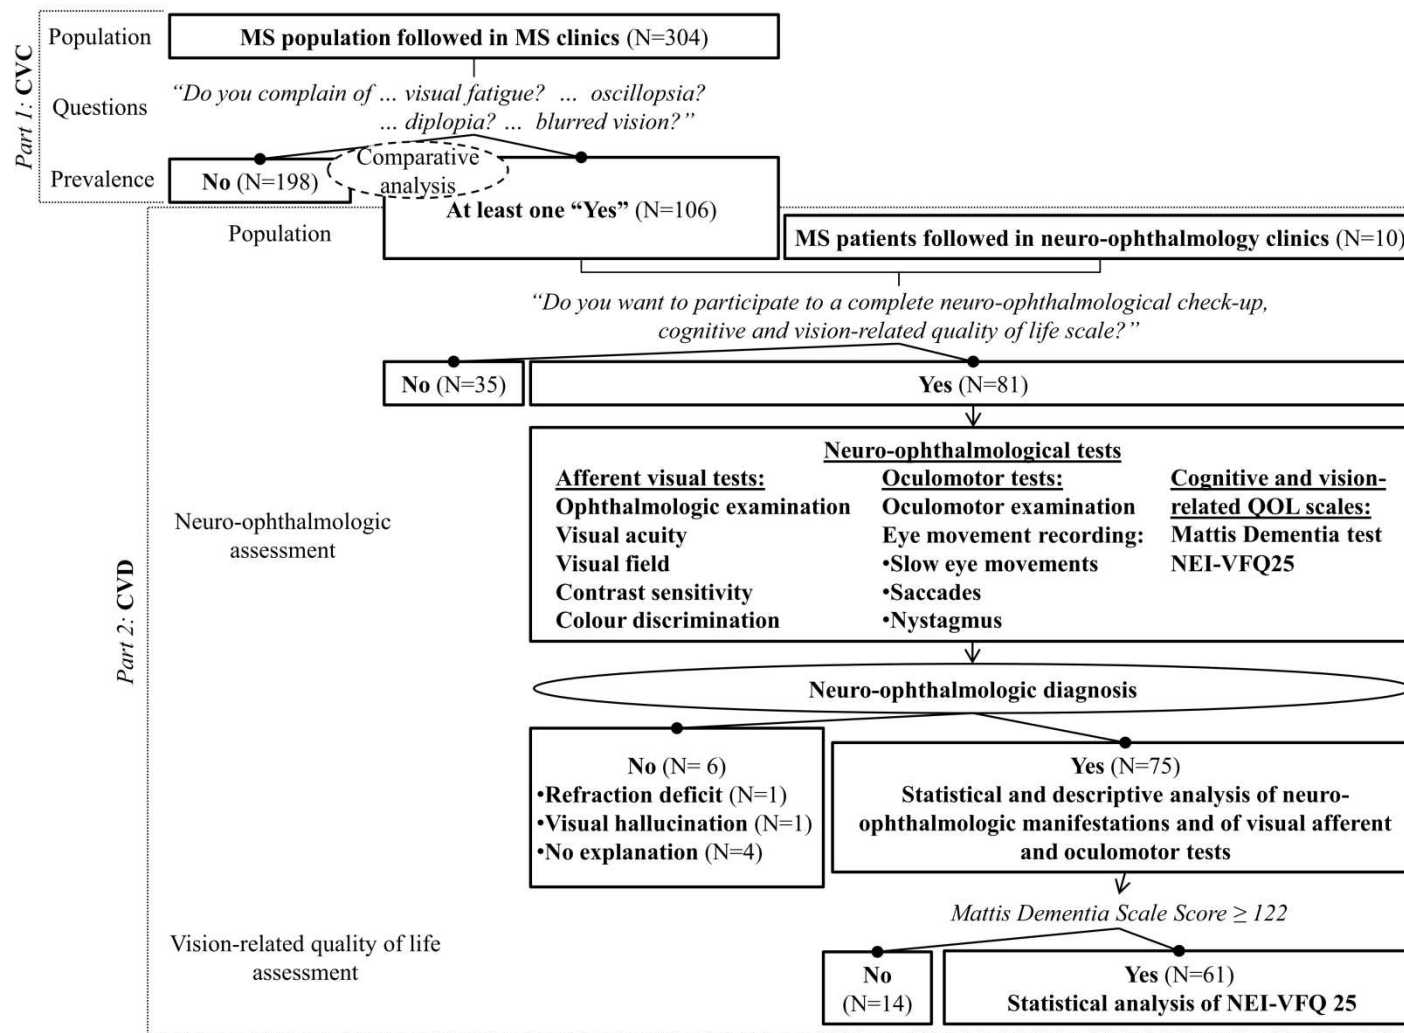 Part 1: CVC
Population
MS population followed in MS clinics (N=304)
Questions
“Do you complain of ... visual fatigue? ... oscillopsia?
... diplopia? ... blurred vision?”
Prevalence
No (N=198)
Comparative
analysis
At least one “Yes” (N=106)
Part 2: CVD
Population
MS patients followed in neuro-ophthalmology clinics (N=10)
“Do you want to participate to a complete neuro-ophthalmological check-up,
cognitive and vision-related quality of life scale?”
No (N=35)
Yes (N=81)
Neuro-ophthalmologic
assessment
Neuro-ophthalmological tests
Afferent visual tests:
Ophthalmologic examination
Visual acuity
Visual field
Contrast sensitivity
Colour discrimination
Oculomotor tests:
Oculomotor examination
Eye movement recording:
•Slow eye movements
•Saccades
•Nystagmus
Cognitive and vision-
related QOL scales:
Mattis Dementia test
NEI-VFQ25
Neuro-ophthalmologic diagnosis
No (N= 6)
•Refraction deficit (N=1)
•Visual hallucination (N=1)
•No explanation (N=4)
Yes (N=75)
Statistical and descriptive analysis of neuro-
ophthalmologic manifestations and of visual afferent
and oculomotor tests
Mattis Dementia Scale Score ≥ 122
Vision-related quality of life
assessment
No
(N=14)
Yes (N=61)
Statistical analysis of NEI-VFQ 25